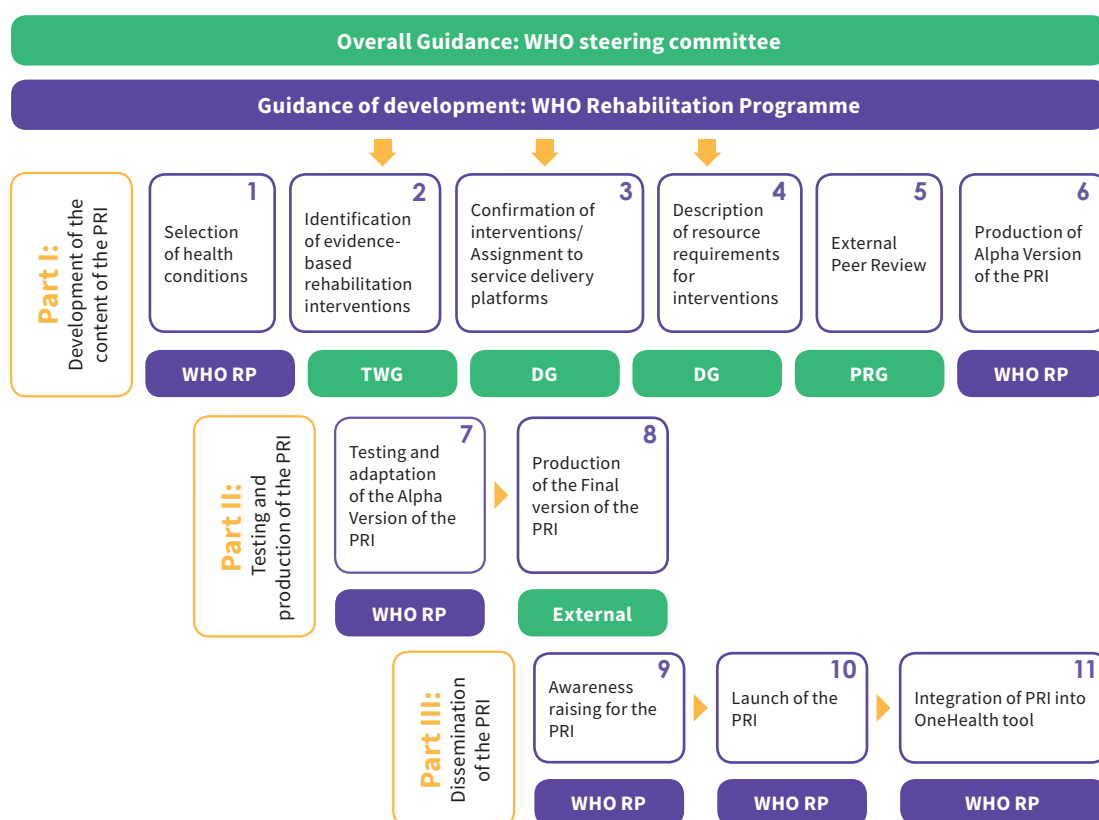 Overall Guidance: WHO steering committee
Guidance of development: WHO Rehabilitation Programme
Part I:
Development of the
content of the PRI
1
Selection
of health
conditions
2
Identification
of evidence-
based
rehabilitation
interventions
3
Confirmation of
interventions/
Assignment to
service delivery
platforms
4
Description
of resource
requirements
for
interventions
5
External
Peer Review
6
Production of
Alpha Version
of the PRI
WHO RP
TWG
DG
DG
PRG
WHO RP
Part II:
Testing and
production of the PRI
7
Testing and
adaptation
of the Alpha
Version of the
PRI
8
Production
of the Final
version of the
PRI
WHO RP
External
Part III:
Dissemination
of the PRI
9
Awareness
raising for the
PRI
10
Launch of the
PRI
11
Integration of PRI into
OneHealth tool
WHO RP
WHO RP
WHO RP